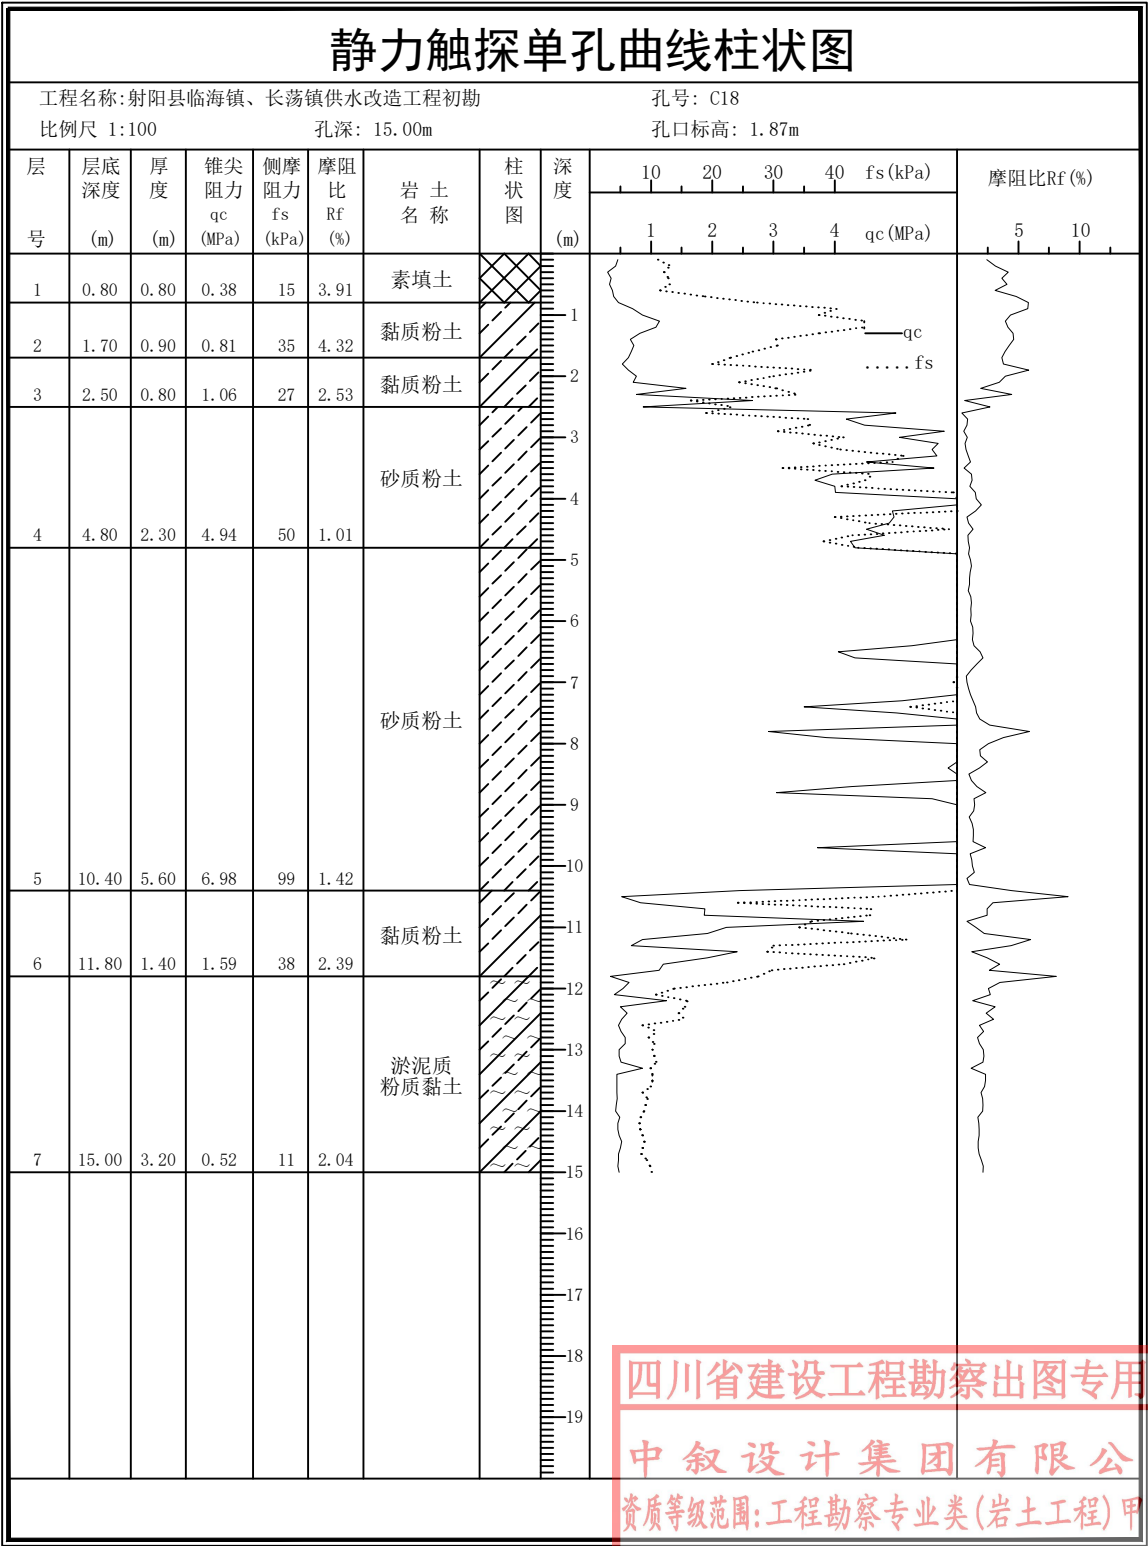 静力触探单孔曲线柱状图
工程名称:射阳县临海镇、长荡镇供水改造工程初勘 孔号: C18
比例尺 1:100 孔深: 15.00m 孔口标高: 1.87m
层号 层底深度(m) 厚度(m) 锥尖阻力qc(MPa) 侧摩阻力fs(kPa) 摩阻比Rf(%) 岩土名称 柱状图 深度(m)
10 20 30 40 fs(kPa)
1 2 3 4 qc(MPa)
摩阻比Rf(%)
5 10
1 0.80 0.80 0.38 15 3.91 素填土
2 1.70 0.90 0.81 35 4.32 黏质粉土
3 2.50 0.80 1.06 27 2.53 黏质粉土
4 4.80 2.30 4.94 50 1.01 砂质粉土
5 10.40 5.60 6.98 99 1.42 砂质粉土
6 11.80 1.40 1.59 38 2.39 黏质粉土
7 15.00 3.20 0.52 11 2.04 淤泥质粉质黏土
1
2
3
4
5
6
7
8
9
10
11
12
13
14
15
16
17
18
19
qc
fs
四川省建设工程勘察出图专用
中叙设计集团有限公
资质等级范围:工程勘察专业类(岩土工程)甲